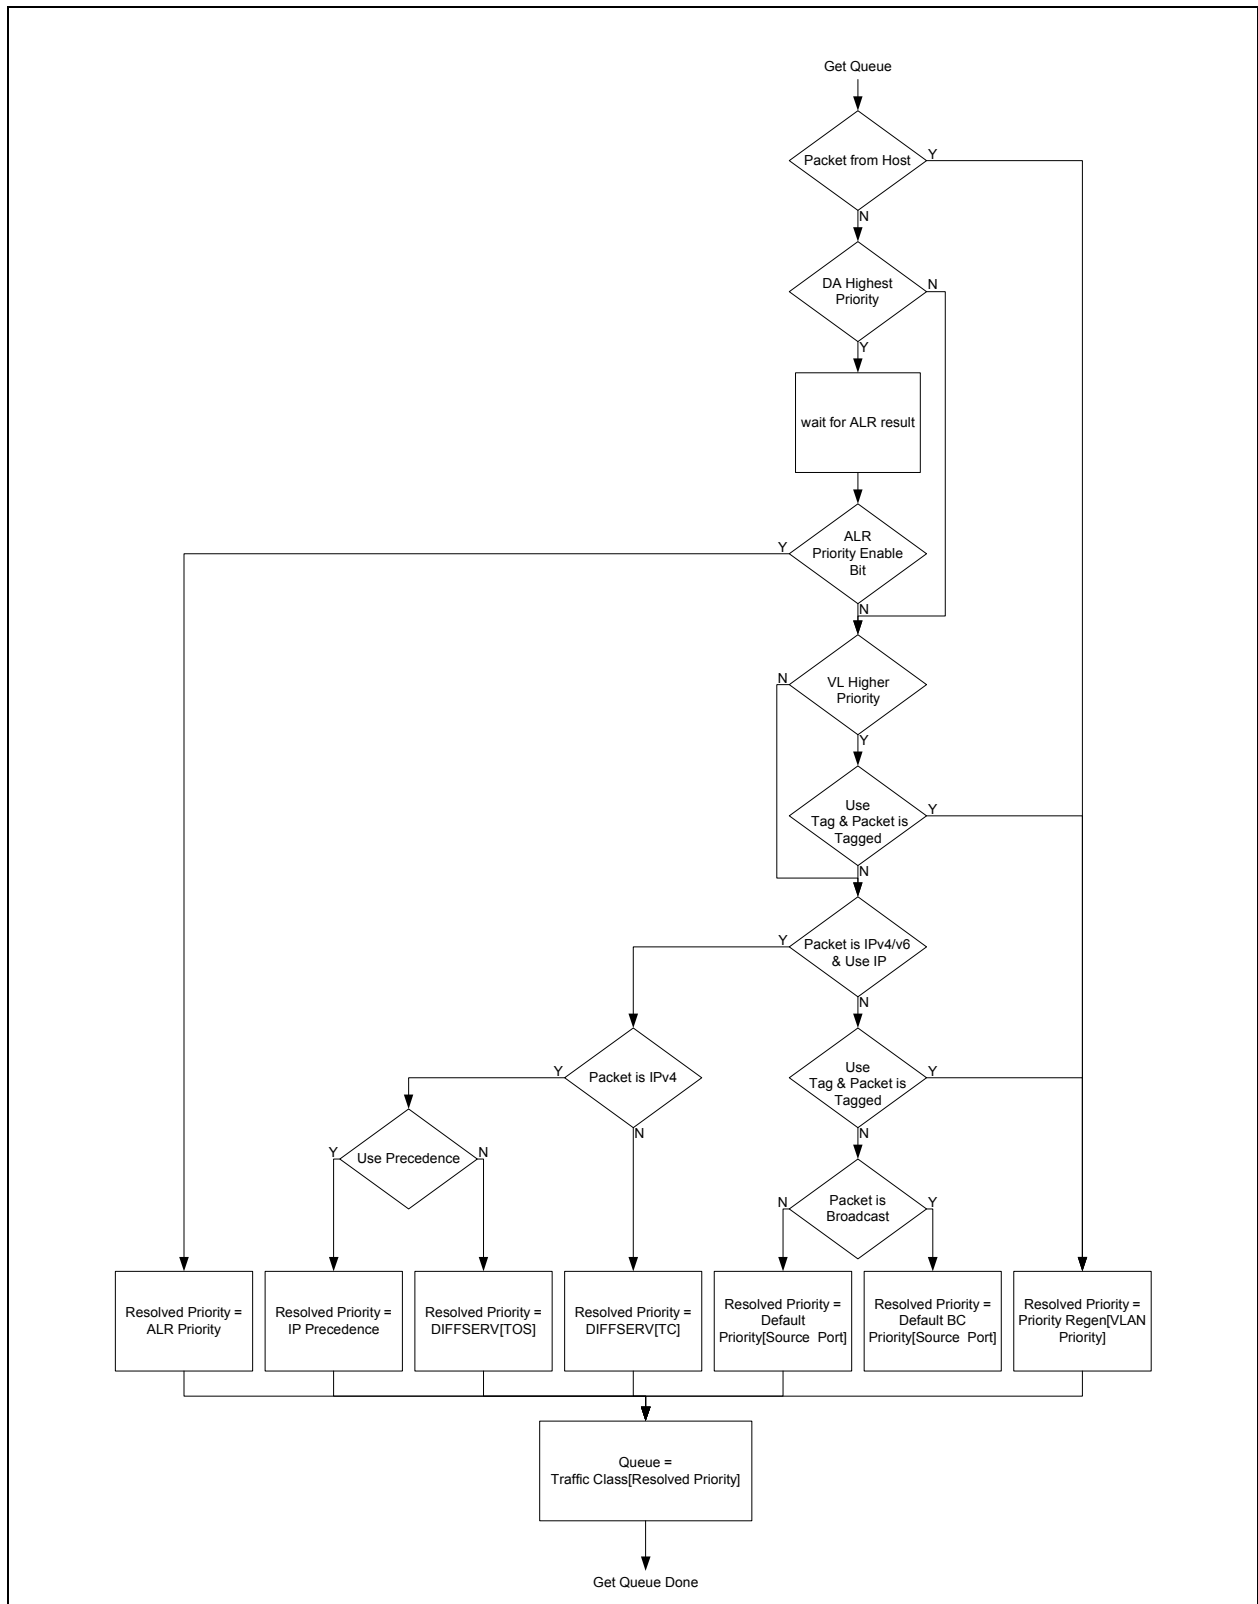 Get Queue
Packet from Host
Y
N
DA Highest
Priority
N
Y
wait for ALR result
ALR
Priority Enable
Bit
Y
N
VL Higher
Priority
N
Y
Use
Tag & Packet is
Tagged
Y
N
Packet is IPv4/v6
& Use IP
Y
N
Packet is IPv4
Y
N
Use
Tag & Packet is
Tagged
Y
N
Use Precedence
Y
N
Packet is
Broadcast
N
Y
Resolved Priority =
ALR Priority
Resolved Priority =
IP Precedence
Resolved Priority =
DIFFSERV[TOS]
Resolved Priority =
DIFFSERV[TC]
Resolved Priority =
Default
Priority[Source Port]
Resolved Priority =
Default BC
Priority[Source Port]
Resolved Priority =
Priority Regen[VLAN
Priority]
Queue =
Traffic Class[Resolved Priority]
Get Queue Done